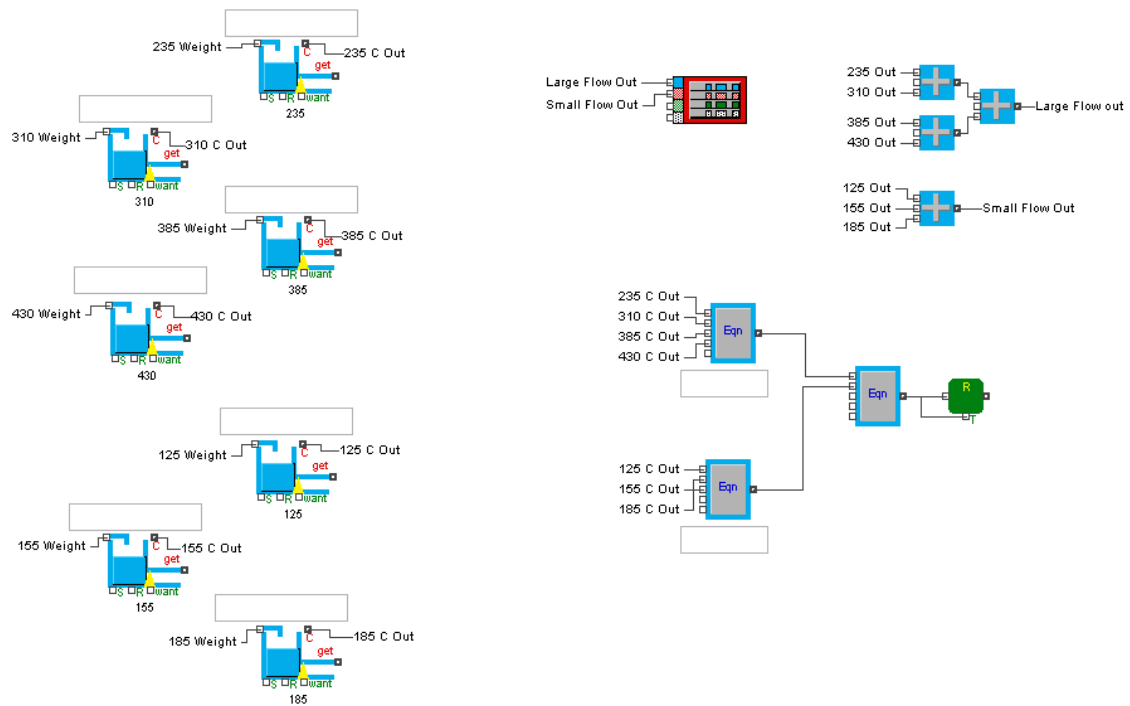 235 Weight
C
235 C Out
get
S R want
235
310 Weight
C
310 C Out
get
S R want
310
385 Weight
C
385 C Out
get
S R want
385
430 Weight
C
430 C Out
get
S R want
430
125 Weight
C
125 C Out
get
S R want
125
155 Weight
C
155 C Out
get
S R want
155
185 Weight
C
185 C Out
get
S R want
185
Large Flow Out
Small Flow Out
235 Out
310 Out
385 Out
430 Out
Large Flow out
125 Out
155 Out
185 Out
Small Flow Out
235 C Out
310 C Out
385 C Out
430 C Out
Eqn
Eqn
R
T
125 C Out
155 C Out
185 C Out
Eqn